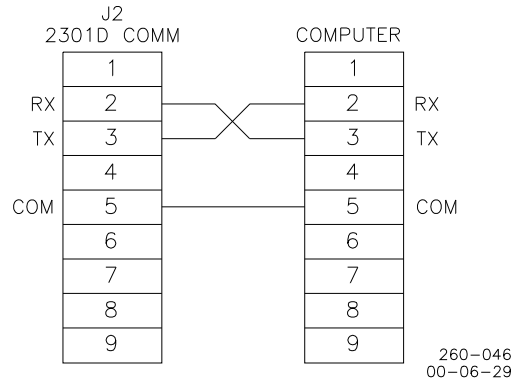 J2
2301D COMM COMPUTER
1 1
RX 2 2 RX
TX 3 3 TX
4 4
COM 5 5 COM
6 6
7 7
8 8
9 9
260-046
00-06-29